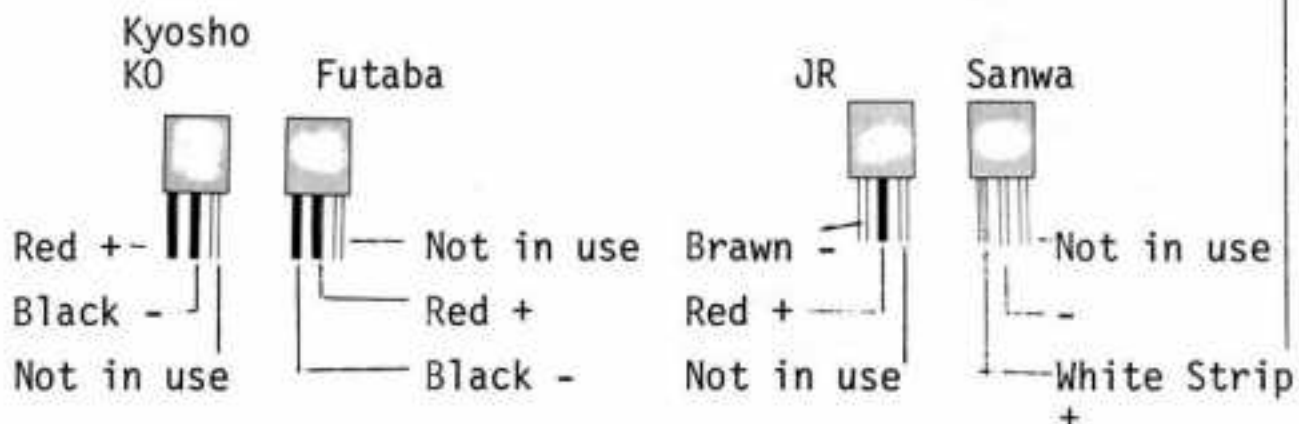 Kyosho
KO
Futaba
JR
Sanwa
Red +
Black -
Not in use
Not in use
Red +
Black -
Brawn -
Red +
Not in use
Not in use
-
White Strip
+